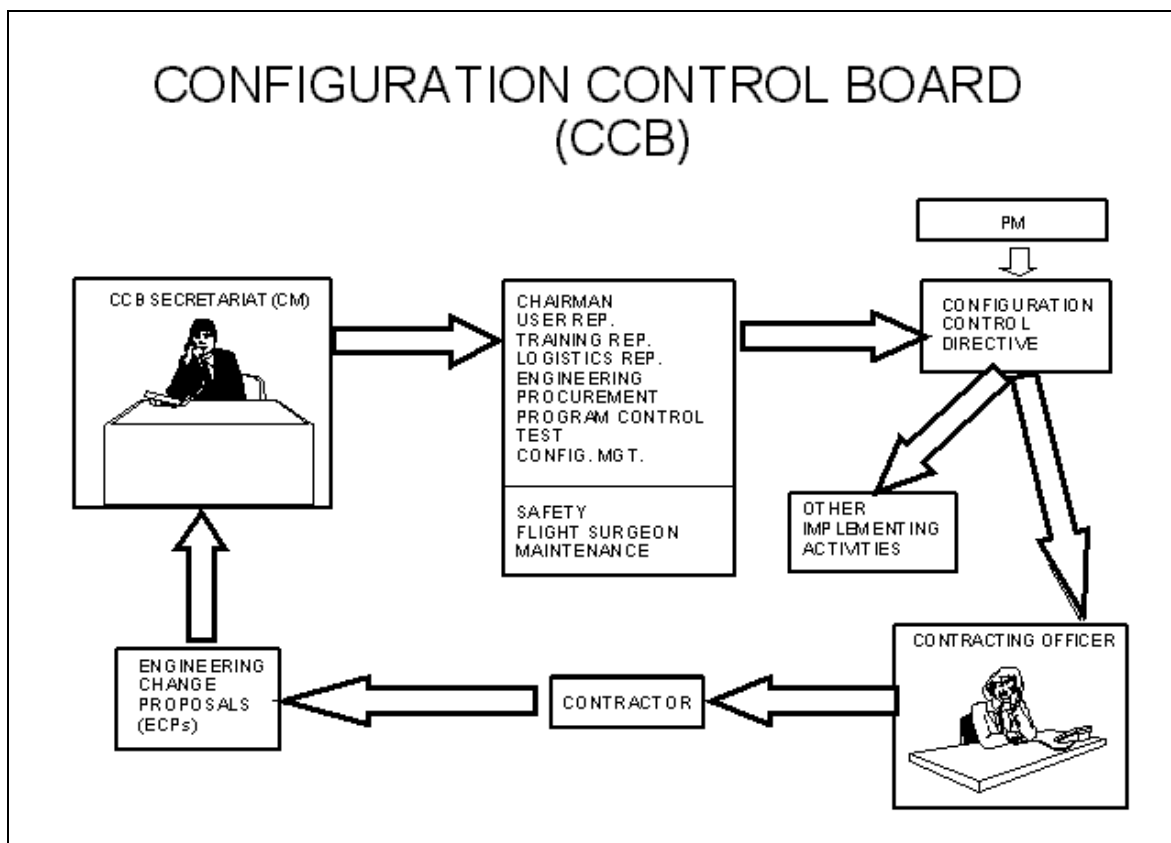 CONFIGURATION CONTROL BOARD
(CCB)
PM
CCB SECRETARIAT (CM)
CHAIRMAN
USER REP.
TRAINING REP.
LOGISTICS REP.
ENGINEERING
PROCUREMENT
PROGRAM CONTROL
TEST
CONFIG. MGT.
SAFETY
FLIGHT SURGEON
MAINTENANCE
CONFIGURATION
CONTROL
DIRECTIVE
OTHER
IMPLEMENTING
ACTIVITIES
CONTRACTING OFFICER
CONTRACTOR
ENGINEERING
CHANGE
PROPOSALS
(ECPs)